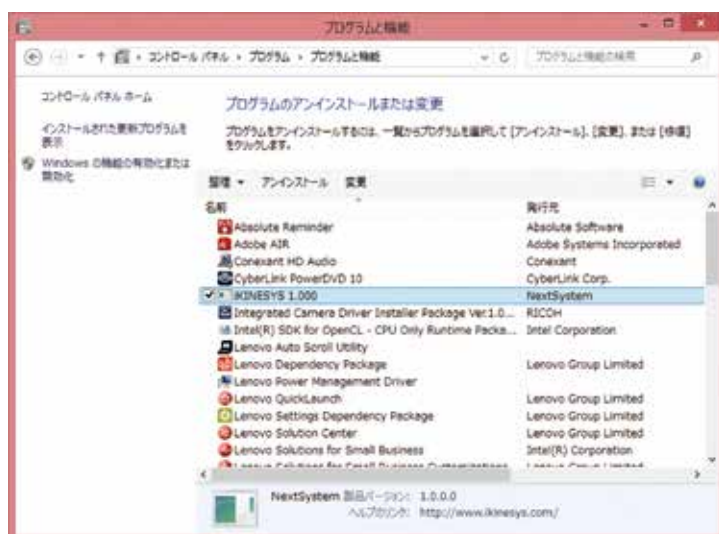 プログラムと機能
コントロール パネル ▸ プログラム ▸ プログラムと機能
プログラムと機能の検索
コントロール パネル ホーム
インストールされた更新プログラムを
表示
Windows の機能の有効化または
無効化
プログラムのアンインストールまたは変更
プログラムをアンインストールするには、一覧からプログラムを選択して [アンインストール]、[変更]、または [修復]
をクリックします。
整理 アンインストール 変更
名前 発行元
Absolute Reminder Absolute Software
Adobe AIR Adobe Systems Incorporated
Conexant HD Audio Conexant
CyberLink PowerDVD 10 CyberLink Corp.
iKINESYS 1.000 NextSystem
Integrated Camera Driver Installer Package Ver.1.0... RICOH
Intel(R) SDK for OpenCL - CPU Only Runtime Packa... Intel Corporation
Lenovo Auto Scroll Utility
Lenovo Dependency Package Lenovo Group Limited
Lenovo Power Management Driver
Lenovo QuickLaunch Lenovo Group Limited
Lenovo Settings Dependency Package Lenovo Group Limited
Lenovo Solution Center Lenovo Group Limited
Lenovo Solutions for Small Business Intel(R) Corporation
Lenovo Solutions for Small Business Customizations Lenovo Group Limited
NextSystem 製品バージョン: 1.0.0.0
ヘルプのリンク: http://www.ikinesys.com/